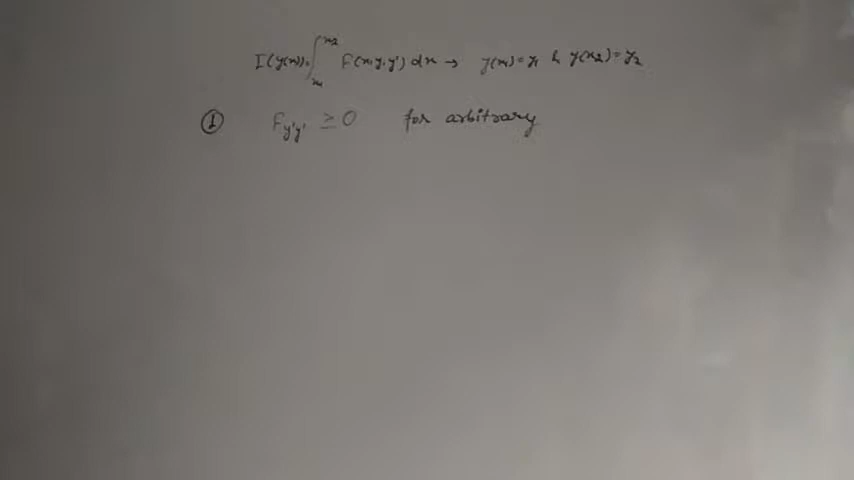 I(y(x)) = ∫_{x₁}^{x₂} F(x, y, y') dx → y(x₁) = y₁ & y(x₂) = y₂
① F_{y'y'} ≥ 0 for arbitrary